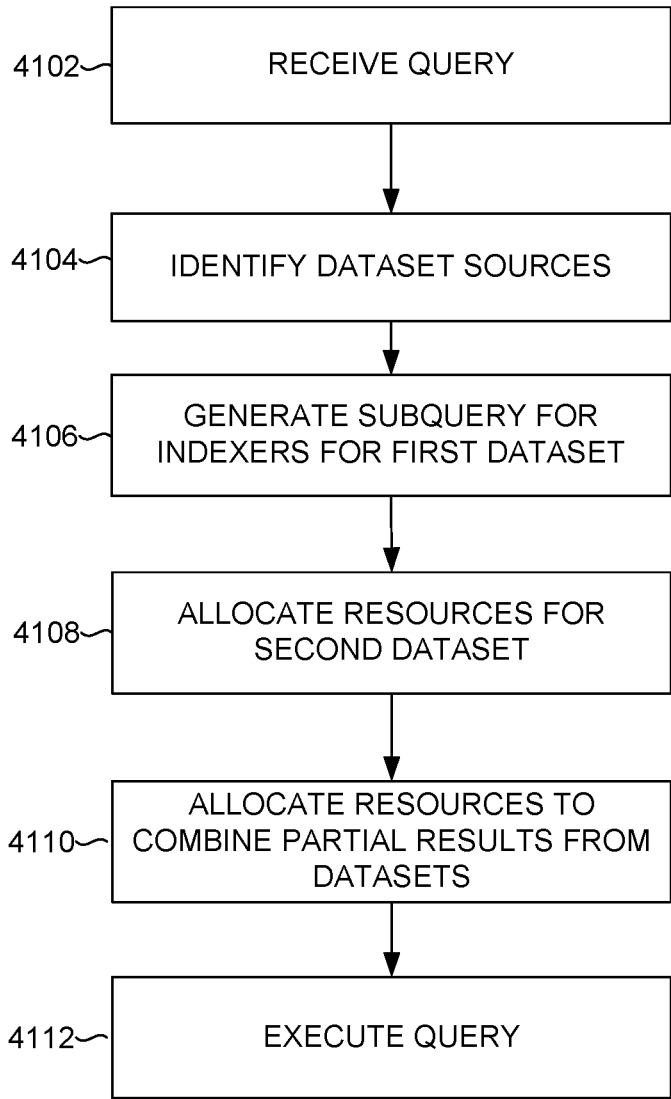 4102
RECEIVE QUERY
4104
IDENTIFY DATASET SOURCES
4106
GENERATE SUBQUERY FOR
INDEXERS FOR FIRST DATASET
4108
ALLOCATE RESOURCES FOR
SECOND DATASET
4110
ALLOCATE RESOURCES TO
COMBINE PARTIAL RESULTS FROM
DATASETS
4112
EXECUTE QUERY